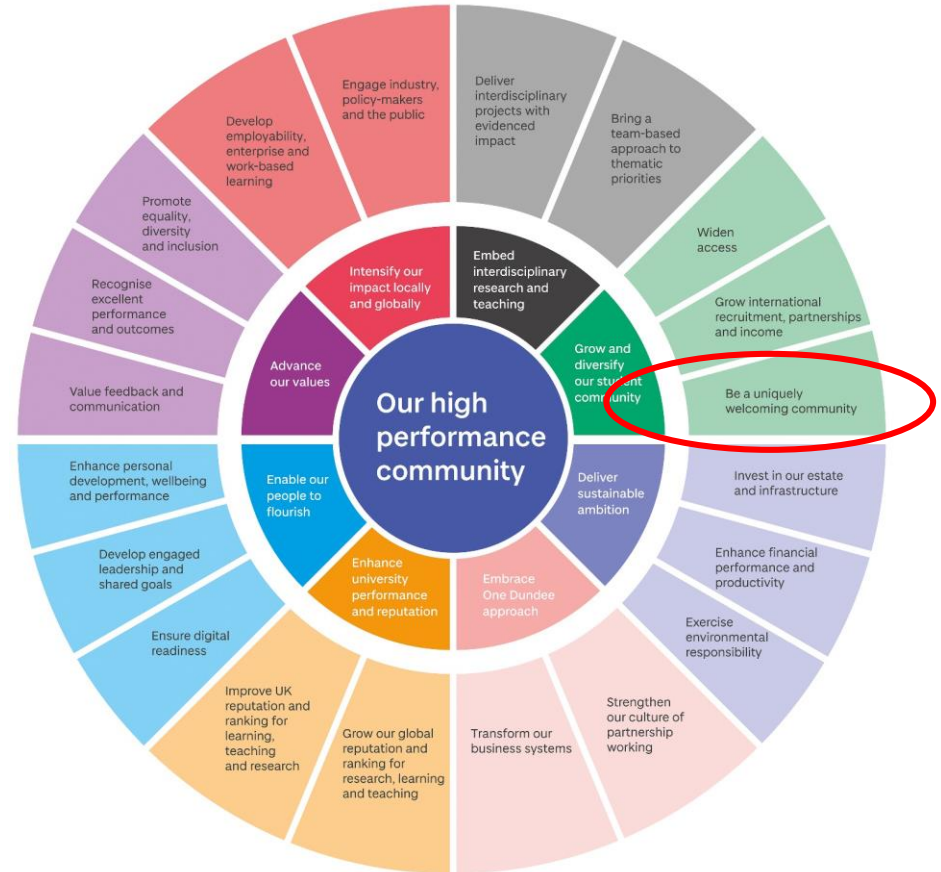 Engage industry,
policy-makers
and the public
Deliver
interdisciplinary
projects with
evidenced
impact
Bring a
team-based
approach to
thematic
priorities
Widen
access
Grow international
recruitment, partnerships
and income
Be a uniquely
welcoming community
Invest in our estate
and infrastructure
Enhance financial
performance and
productivity
Exercise
environmental
responsibility
Strengthen
our culture of
partnership
working
Transform our
business systems
Grow our global
reputation and
ranking for
research, learning
and teaching
Improve UK
reputation and
ranking for
learning,
teaching
and research
Ensure digital
readiness
Develop engaged
leadership and
shared goals
Enhance personal
development, wellbeing
and performance
Value feedback and
communication
Recognise
excellent
performance
and outcomes
Promote
equality,
diversity
and inclusion
Develop
employability,
enterprise and
work-based
learning
Intensify our
impact locally
and globally
Embed
interdisciplinary
research and
teaching
Grow and
diversify
our student
community
Deliver
sustainable
ambition
Embrace
One Dundee
approach
Enhance
university
performance
and reputation
Enable our
people to
flourish
Advance
our values
Our high
performance
community